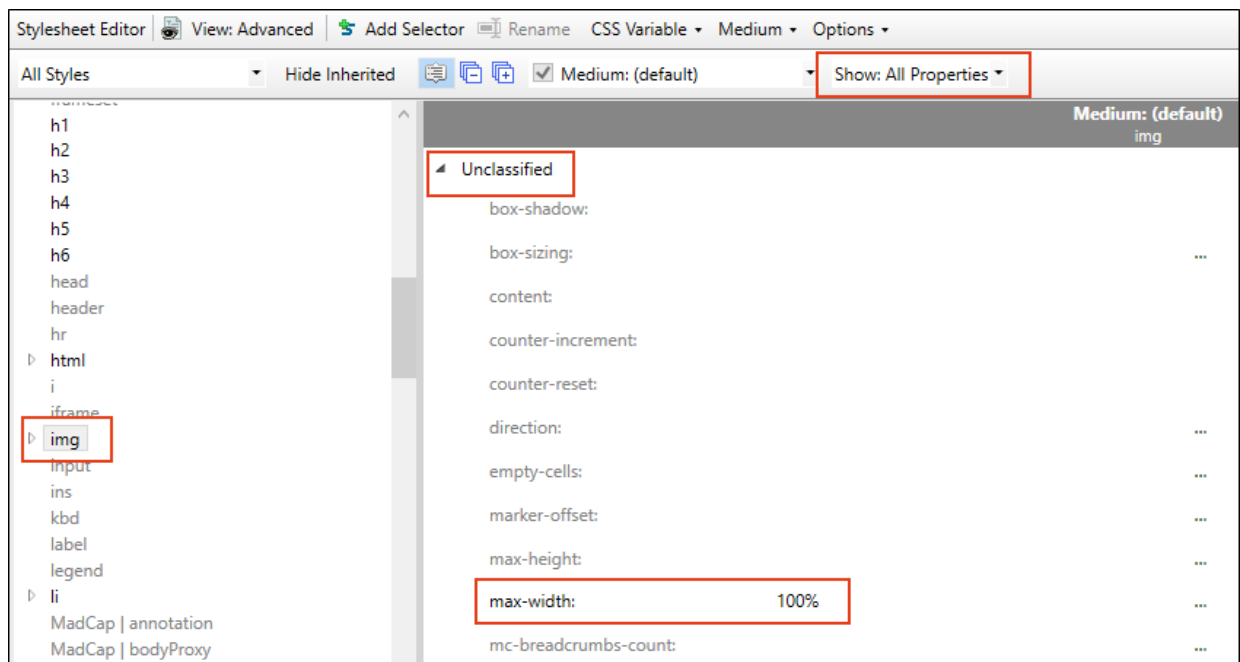 Stylesheet Editor View: Advanced Add Selector Rename CSS Variable Medium Options
All Styles Hide Inherited Medium: (default) Show: All Properties
frameset
h1
h2
h3
h4
h5
h6
head
header
hr
html
i
iframe
img
input
ins
kbd
label
legend
li
MadCap | annotation
MadCap | bodyProxy
Medium: (default)
img
Unclassified
box-shadow:
box-sizing: ...
content:
counter-increment:
counter-reset:
direction: ...
empty-cells: ...
marker-offset: ...
max-height: ...
max-width: 100% ...
mc-breadcrumbs-count: ...